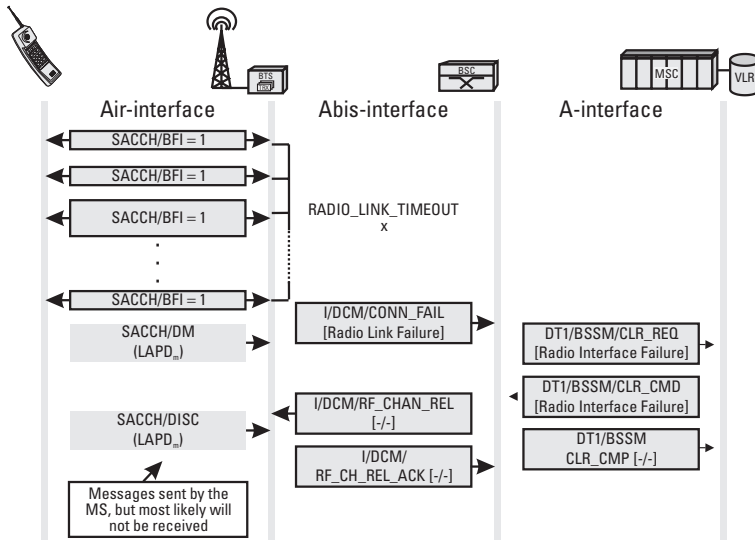 BTS
TRX
BSC
MSC
VLR
Air-interface
Abis-interface
A-interface
SACCH/BFI = 1
SACCH/BFI = 1
SACCH/BFI = 1
RADIO_LINK_TIMEOUT
x
.
.
.
SACCH/BFI = 1
I/DCM/CONN_FAIL
[Radio Link Failure]
SACCH/DM
(LAPDm)
DT1/BSSM/CLR_REQ
[Radio Interface Failure]
DT1/BSSM/CLR_CMD
[Radio Interface Failure]
I/DCM/RF_CHAN_REL
[-/-]
SACCH/DISC
(LAPDm)
DT1/BSSM
CLR_CMP [-/-]
I/DCM/
RF_CH_REL_ACK [-/-]
Messages sent by the
MS, but most likely will
not be received